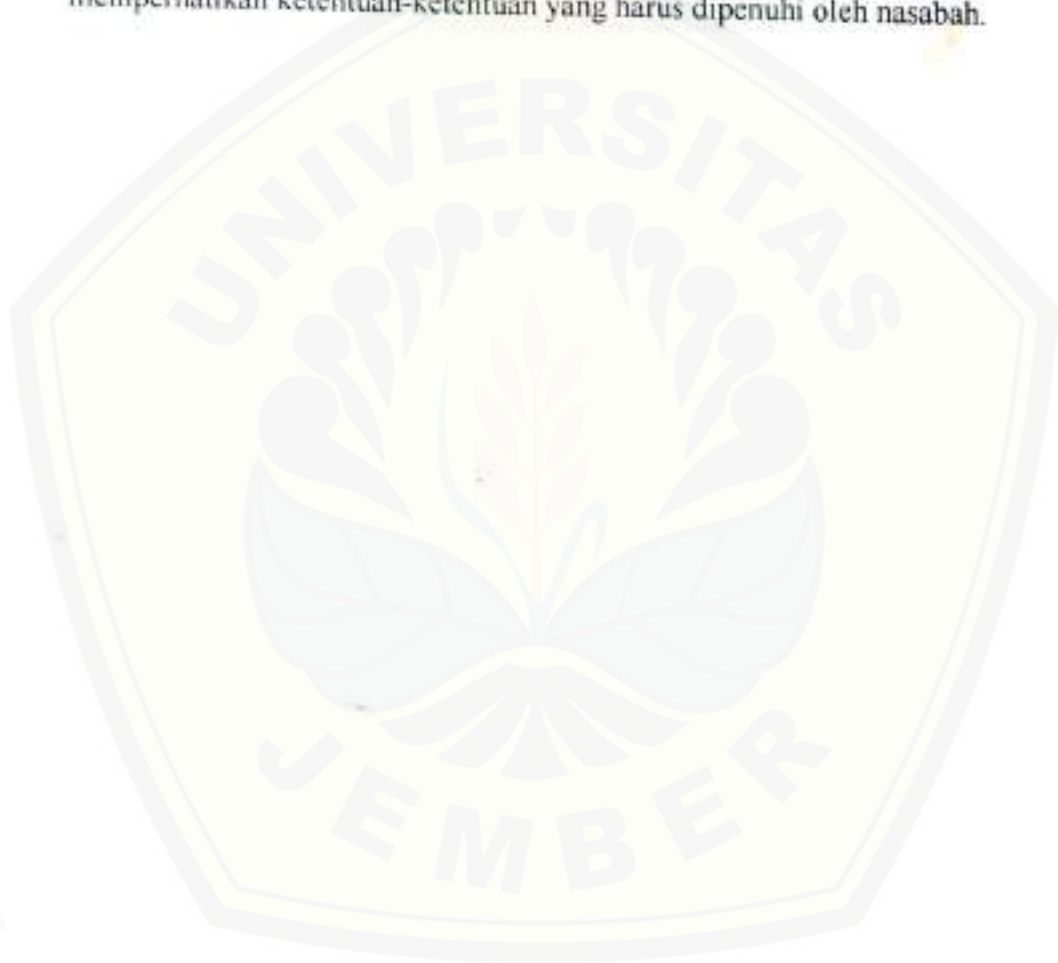 memperhatikan ketentuan-ketentuan yang harus dipenuhi oleh nasabah.
UNIVERSITAS
JEMBER